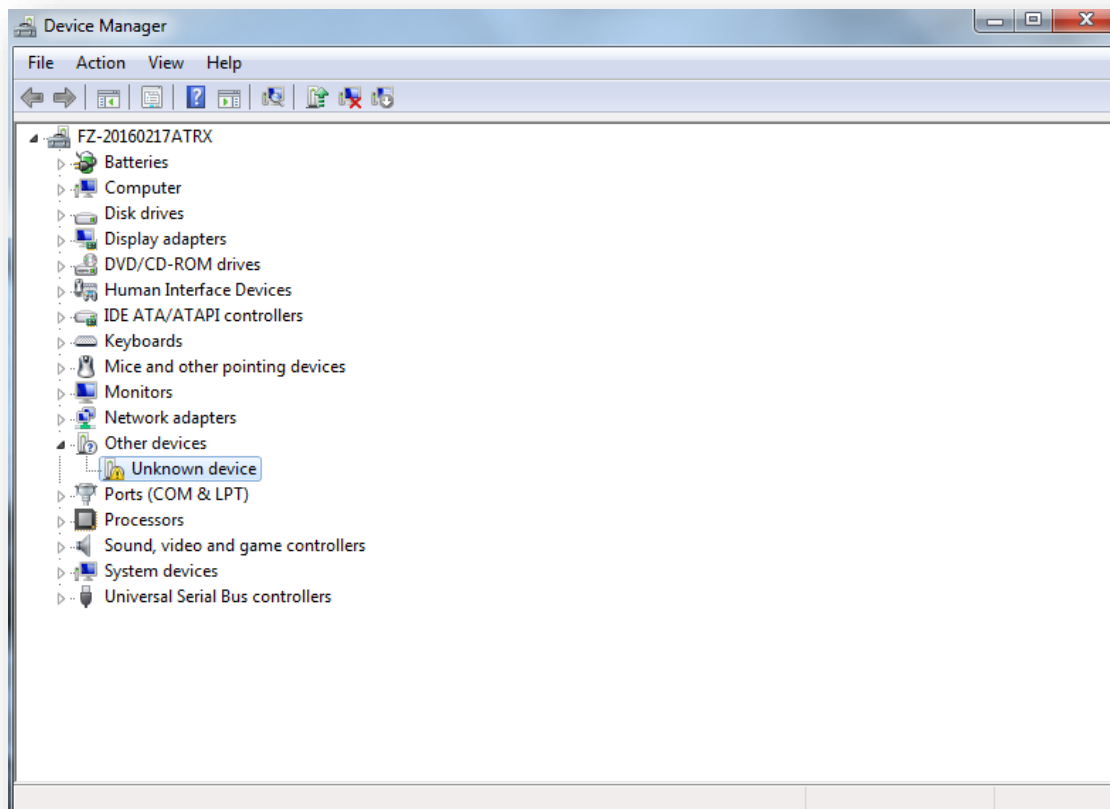 Device Manager
File Action View Help
FZ-20160217ATRX
Batteries
Computer
Disk drives
Display adapters
DVD/CD-ROM drives
Human Interface Devices
IDE ATA/ATAPI controllers
Keyboards
Mice and other pointing devices
Monitors
Network adapters
Other devices
Unknown device
Ports (COM & LPT)
Processors
Sound, video and game controllers
System devices
Universal Serial Bus controllers